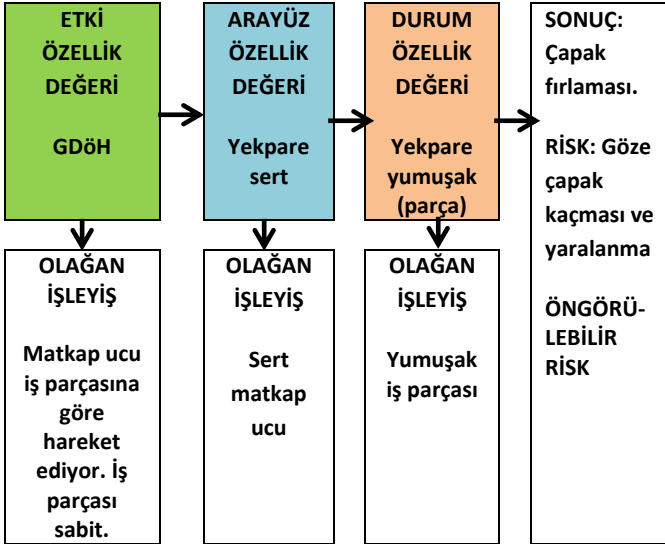 ETKİ
ÖZELLİK
DEĞERİ
GDöH
ARAYÜZ
ÖZELLİK
DEĞERİ
Yekpare
sert
DURUM
ÖZELLİK
DEĞERİ
Yekpare
yumuşak
(parça)
SONUÇ:
Çapak
fırlaması.
RİSK: Göze
çapak
kaçması ve
yaralanma
ÖNGÖRÜ-
LEBİLİR
RİSK
OLAĞAN
İŞLEYİŞ
Matkap ucu
iş parçasına
göre
hareket
ediyor. İş
parçası
sabit.
OLAĞAN
İŞLEYİŞ
Sert
matkap
ucu
OLAĞAN
İŞLEYİŞ
Yumuşak
iş parçası